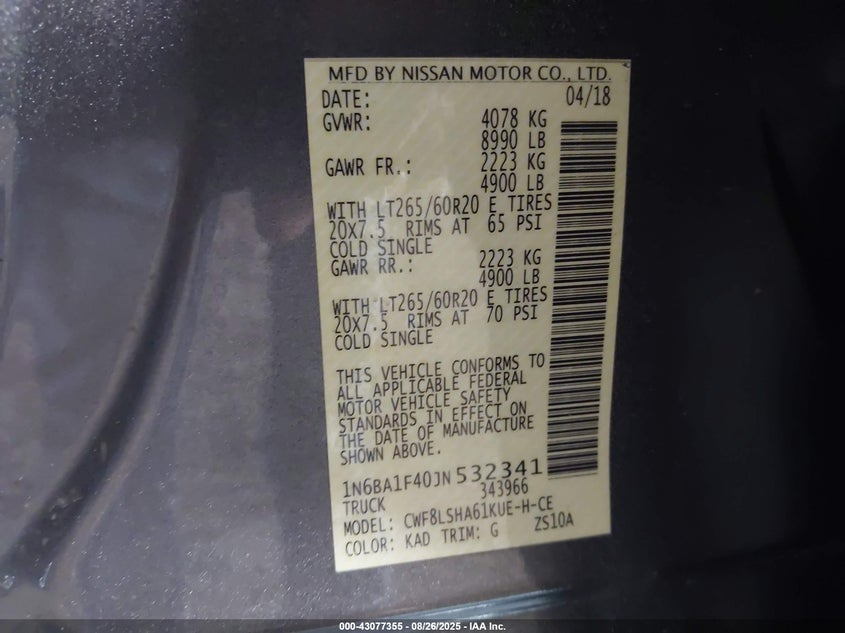 MFD BY NISSAN MOTOR CO., LTD.
DATE: 04/18
GVWR: 4078 KG
8990 LB
GAWR FR.: 2223 KG
4900 LB
WITH LT265/60R20 E TIRES
20X7.5 RIMS AT 65 PSI
COLD SINGLE
GAWR RR.: 2223 KG
4900 LB
WITH LT265/60R20 E TIRES
20X7.5 RIMS AT 70 PSI
COLD SINGLE
THIS VEHICLE CONFORMS TO
ALL APPLICABLE FEDERAL
MOTOR VEHICLE SAFETY
STANDARDS IN EFFECT ON
THE DATE OF MANUFACTURE
SHOWN ABOVE.
1N6BA1F40JN532341
TRUCK 343966
MODEL: CWF8LSHA61KUE-H-CE
COLOR: KAD TRIM: G ZS10A
000-43077355 - 08/26/2025 - IAA Inc.